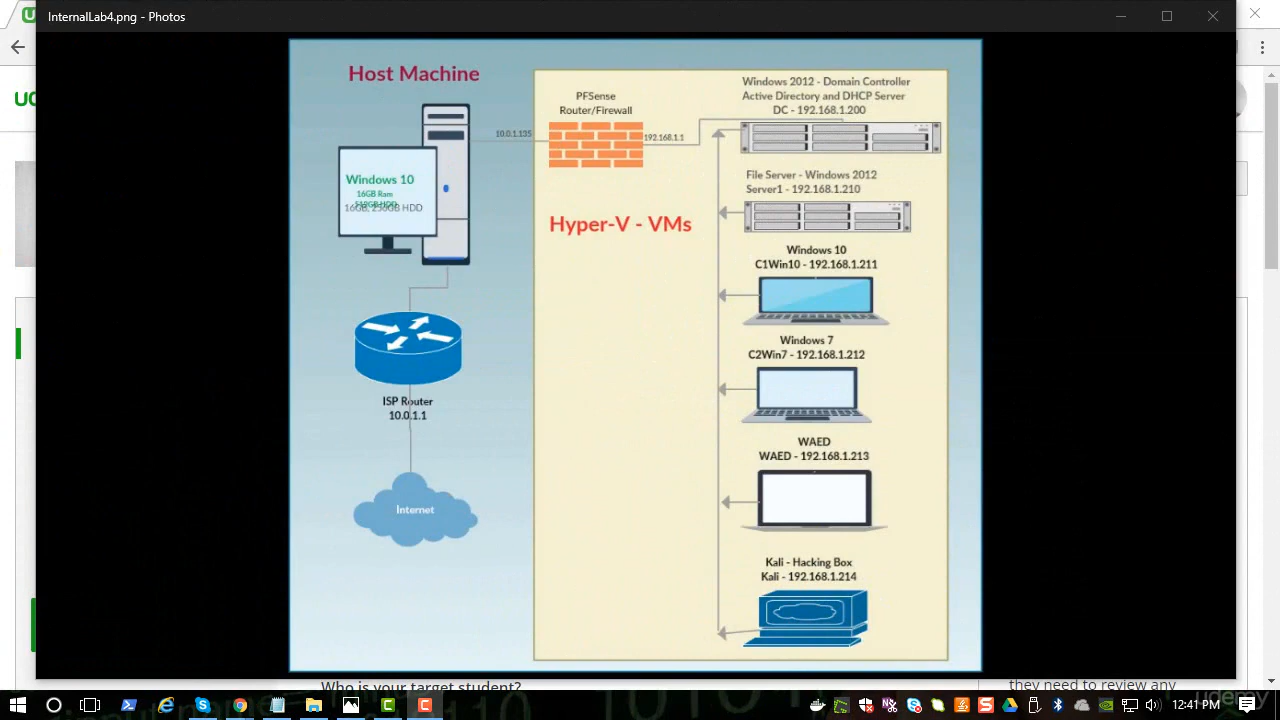 InternalLab4.png - Photos
Host Machine
Windows 10
16GB Ram
16GB, 250GB HDD
ISP Router
10.0.1.1
Internet
10.0.1.135
PFSense
Router/Firewall
192.168.1.1
Hyper-V - VMs
Windows 2012 - Domain Controller
Active Directory and DHCP Server
DC - 192.168.1.200
File Server - Windows 2012
Server1 - 192.168.1.210
Windows 10
C1Win10 - 192.168.1.211
Windows 7
C2Win7 - 192.168.1.212
WAED
WAED - 192.168.1.213
Kali - Hacking Box
Kali - 192.168.1.214
Who is your target student?
they need to review any
12:41 PM
udemy